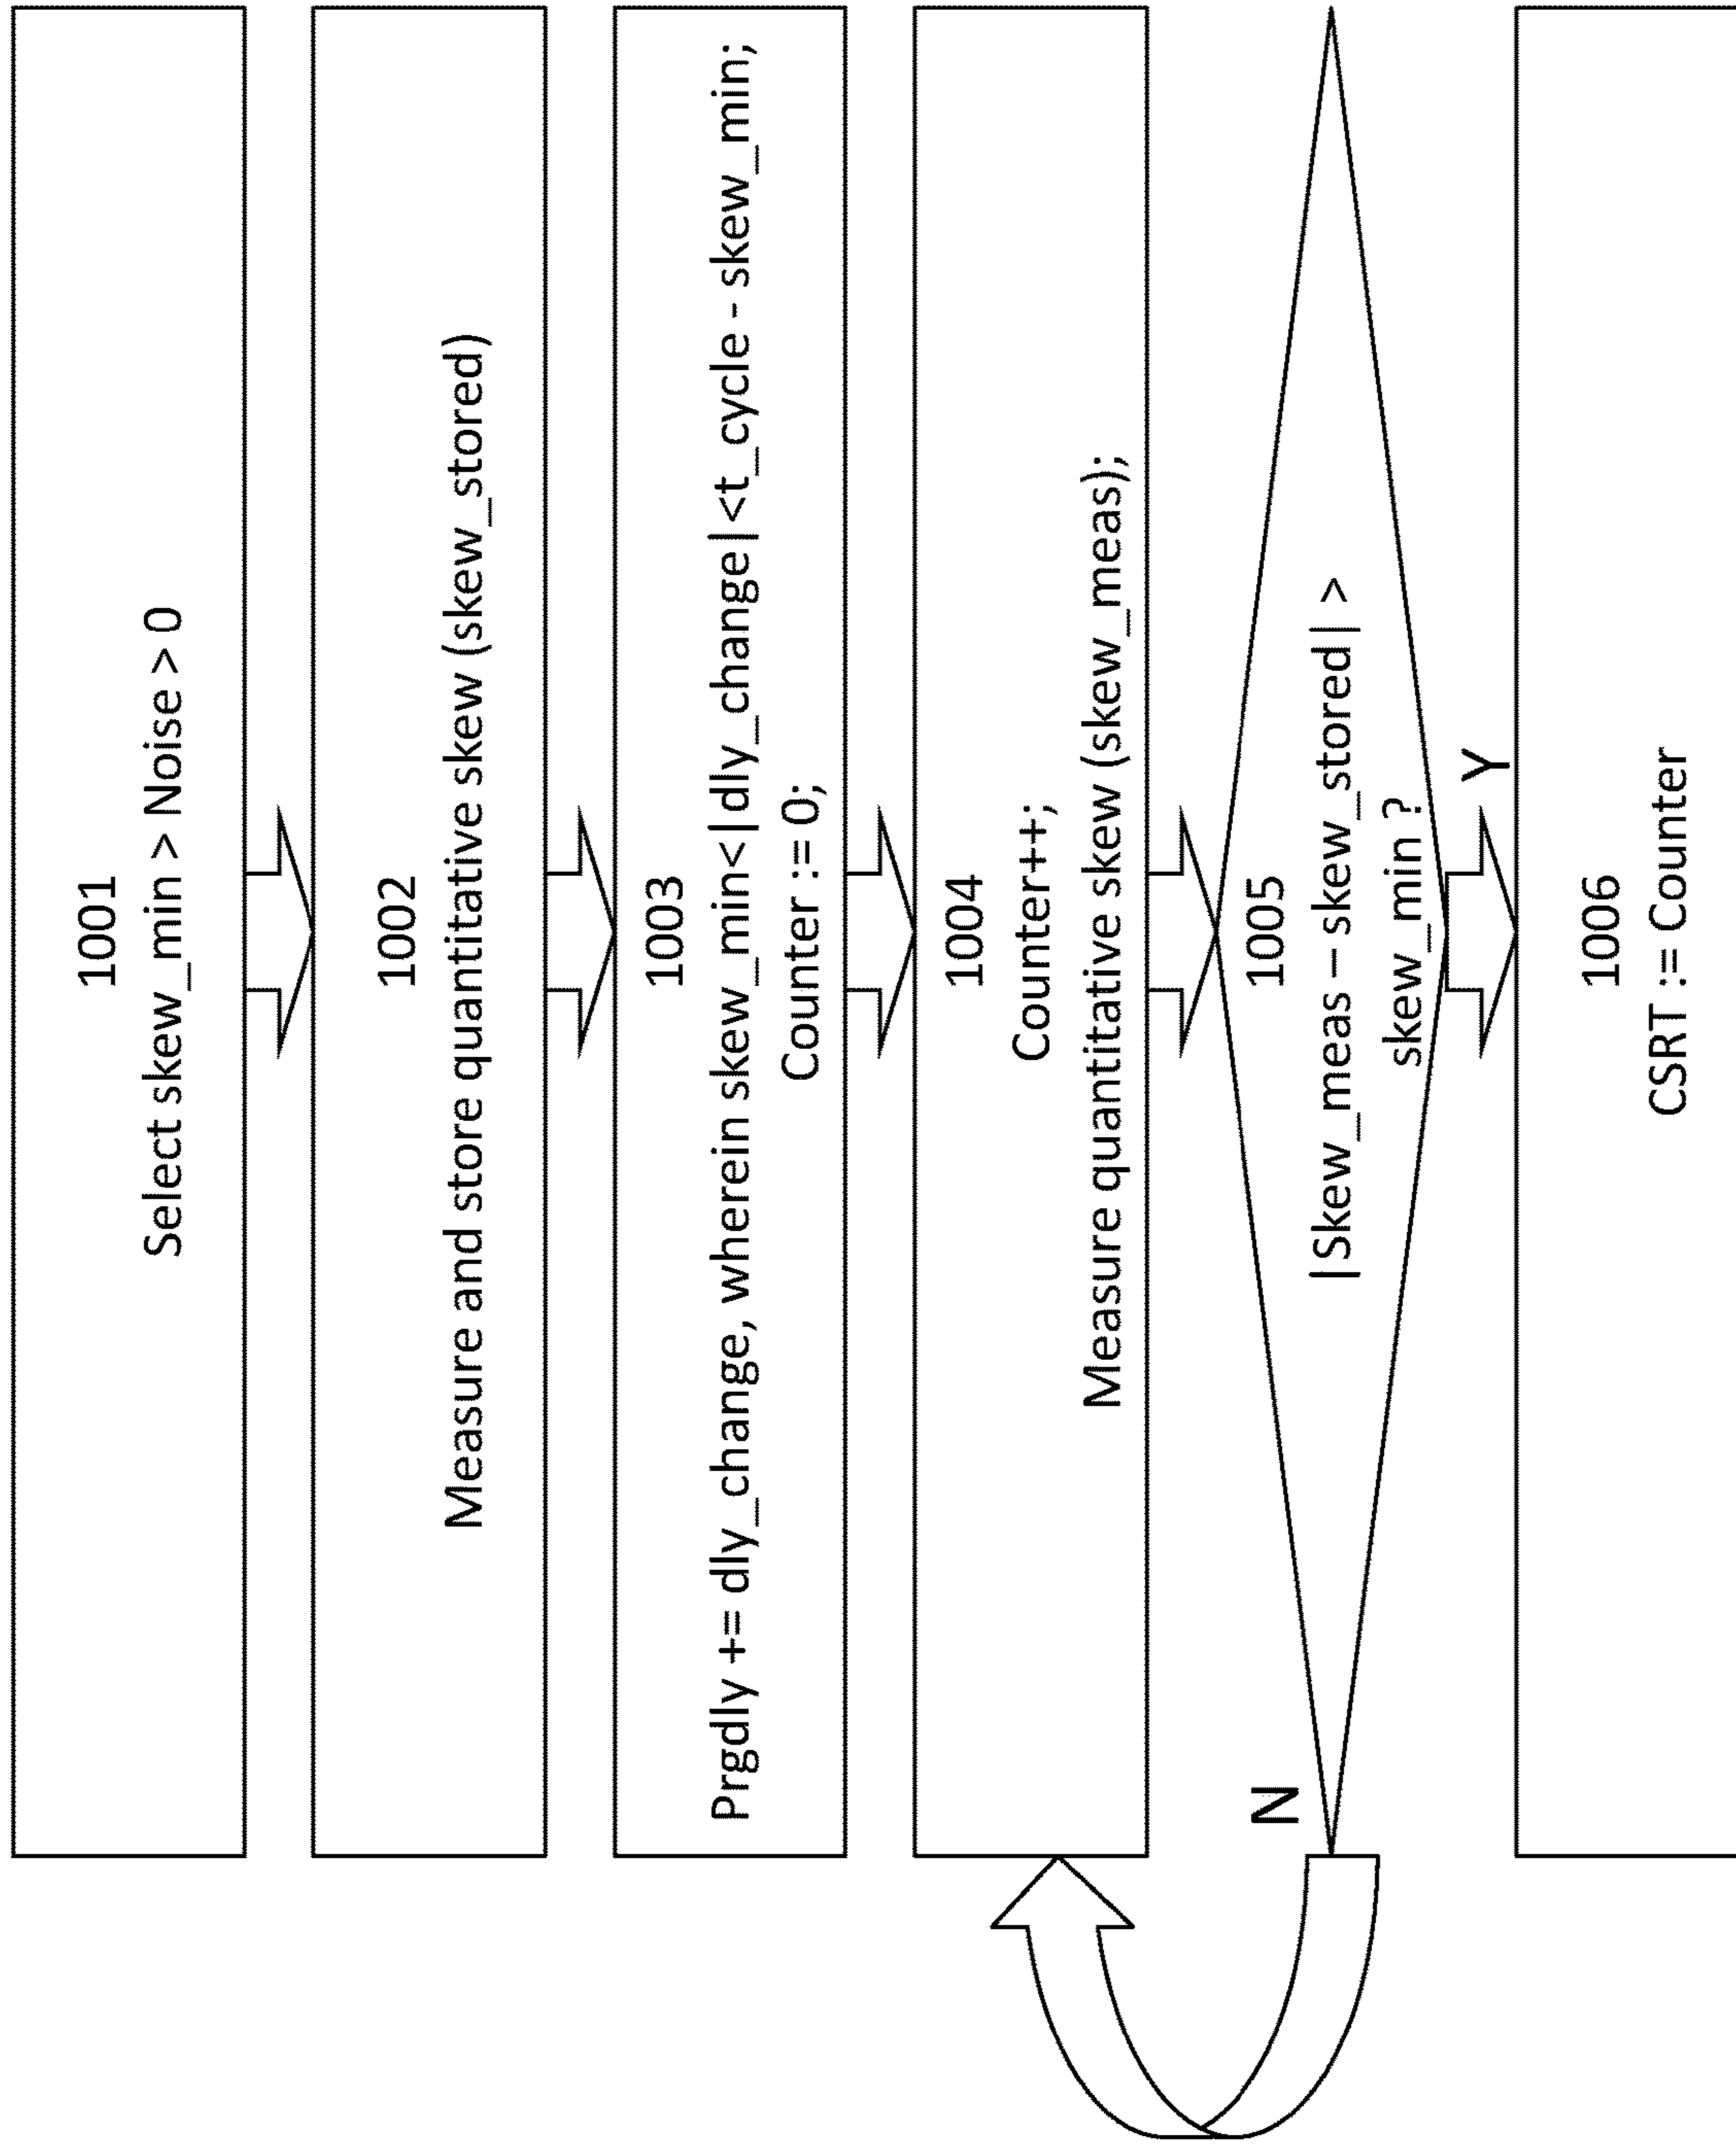 1001
Select skew_min > Noise > 0
1002
Measure and store quantitative skew (skew_stored)
1003
Prgdly += dly_change, wherein skew_min<|dly_change|<t_cycle - skew_min;
Counter := 0;
1004
Counter++;
Measure quantitative skew (skew_meas);
1005
|Skew_meas – skew_stored| >
skew_min ?
N
Y
1006
CSRT := Counter